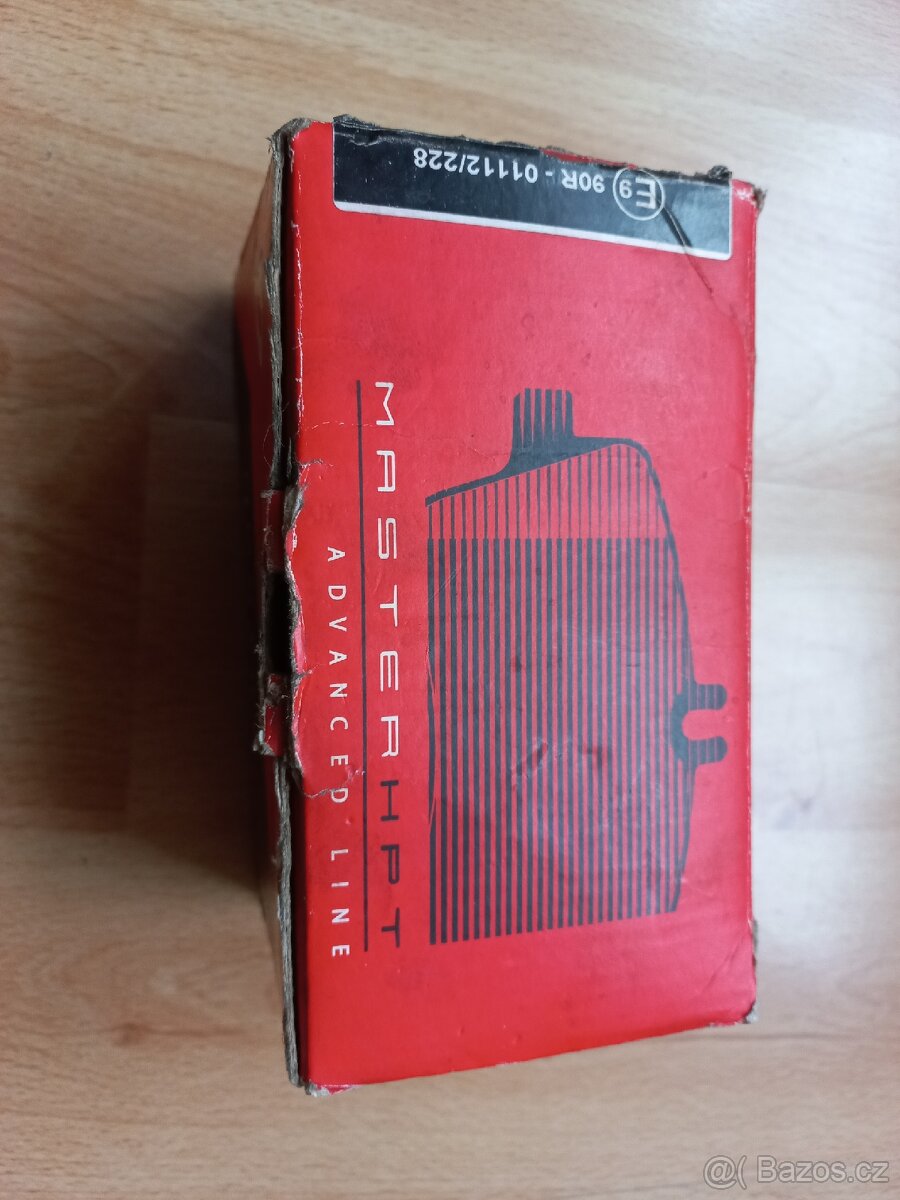 E9 90R - 01112/228
MASTERHPT
ADVANCED LINE
@( Bazos.cz